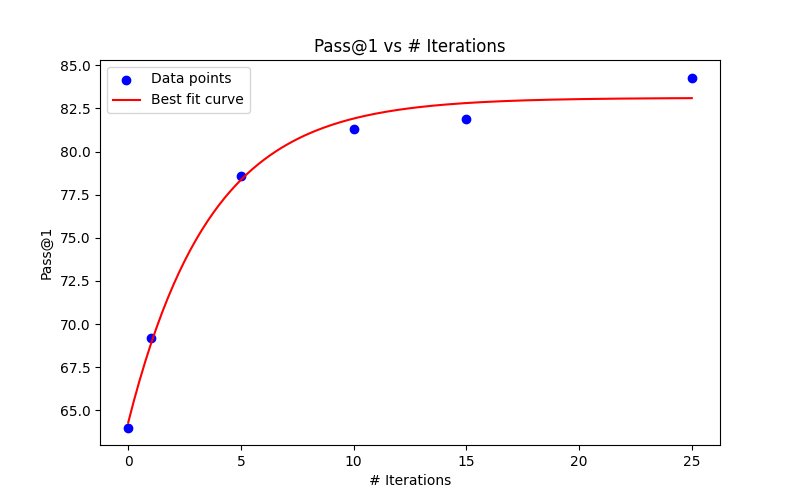 Pass@1 vs # Iterations
Data points
Best fit curve
85.0
82.5
80.0
77.5
75.0
72.5
70.0
67.5
65.0
Pass@1
0 5 10 15 20 25
# Iterations